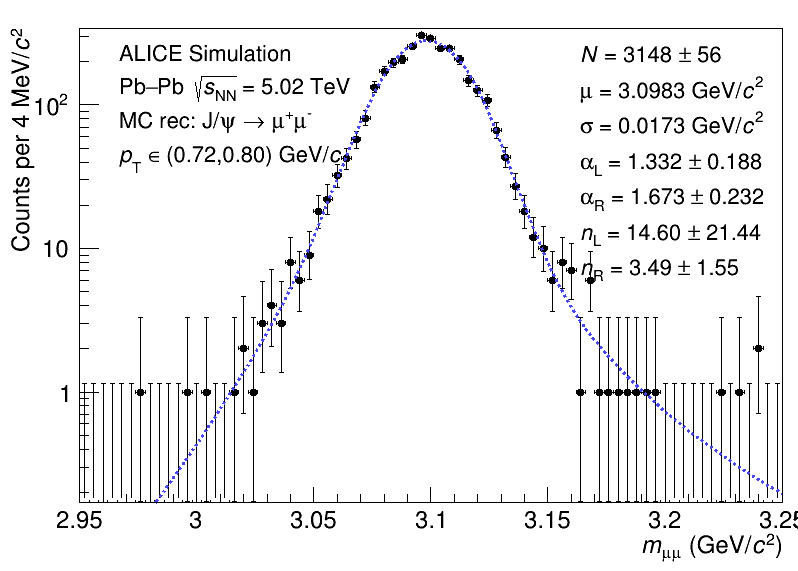 ALICE Simulation
Pb–Pb √sNN = 5.02 TeV
MC rec: J/ψ → μ⁺μ⁻
pT ∈ (0.72,0.80) GeV/c
N = 3148 ± 56
μ = 3.0983 GeV/c²
σ = 0.0173 GeV/c²
αL = 1.332 ± 0.188
αR = 1.673 ± 0.232
nL = 14.60 ± 21.44
nR = 3.49 ± 1.55
Counts per 4 MeV/c²
10²
10
1
2.95 3 3.05 3.1 3.15 3.2 3.25
mμμ (GeV/c²)